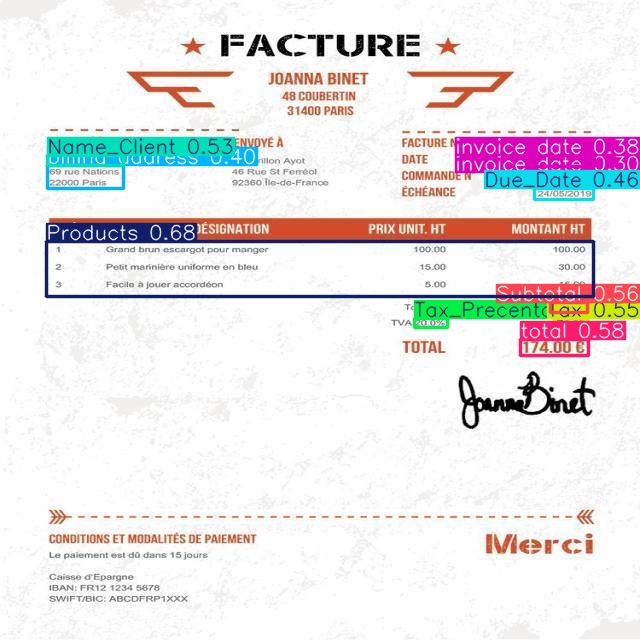 FACTURE
JOANNA BINET
48 COUBERTIN
31400 PARIS
Name_Client 0.53
ENVOYÉ À
FACTURE N
invoice date 0.38
billing_address 0.40
rillon Ayot
DATE
invoice date 0.30
69 rue Nations
46 Rue St Ferréol
COMMANDE N
Due_Date 0.46
22000 Paris
92360 Île-de-France
ÉCHÉANCE
24/05/2019
Products 0.68
DÉSIGNATION
PRIX UNIT. HT
MONTANT HT
1 Grand brun escargot pour manger 100.00 100.00
2 Petit marinière uniforme en bleu 15.00 30.00
3 Facile à jouer accordéon 5.00 15.00
Subtotal 0.56
Tax_Precent
Tax 0.55
TVA 20.0%
total 0.58
TOTAL 174.00 €
Joanna Binet
CONDITIONS ET MODALITÉS DE PAIEMENT
Merci
Le paiement est dû dans 15 jours
Caisse d'Epargne
IBAN: FR12 1234 5678
SWIFT/BIC: ABCDFRP1XXX